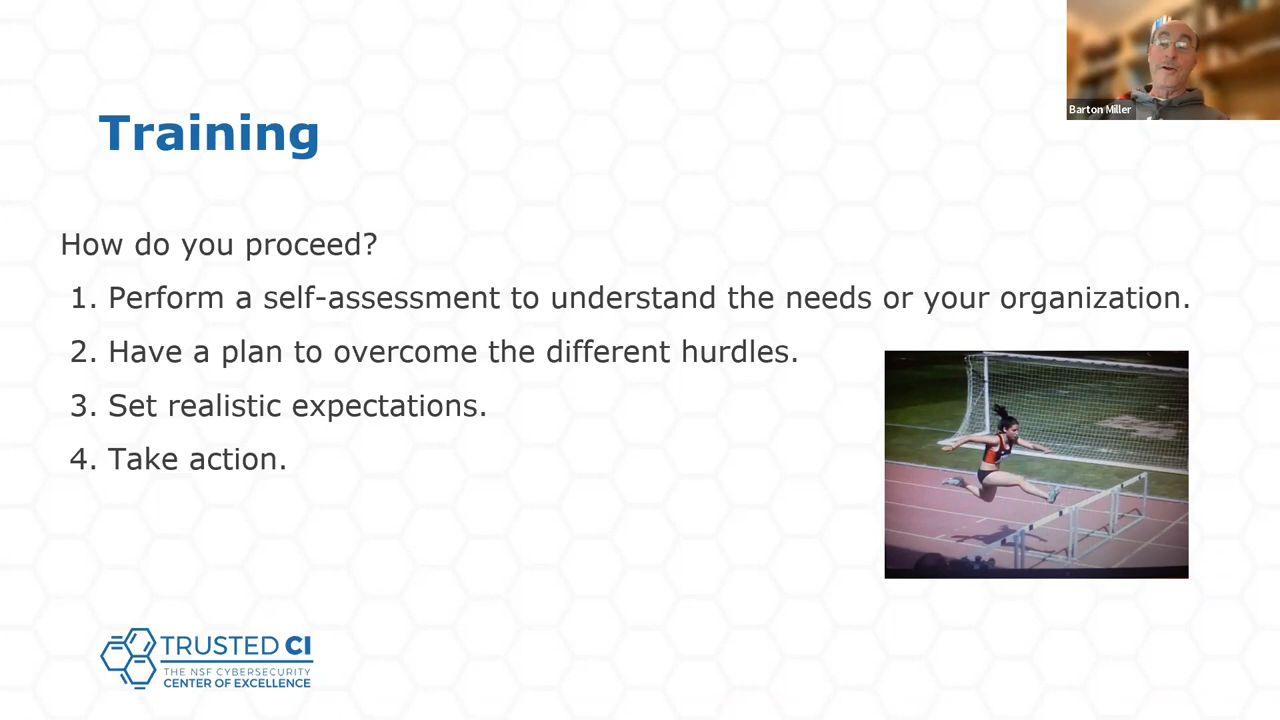 Barton Miller
Training
How do you proceed?
1. Perform a self-assessment to understand the needs or your organization.
2. Have a plan to overcome the different hurdles.
3. Set realistic expectations.
4. Take action.
TRUSTED CI
THE NSF CYBERSECURITY
CENTER OF EXCELLENCE